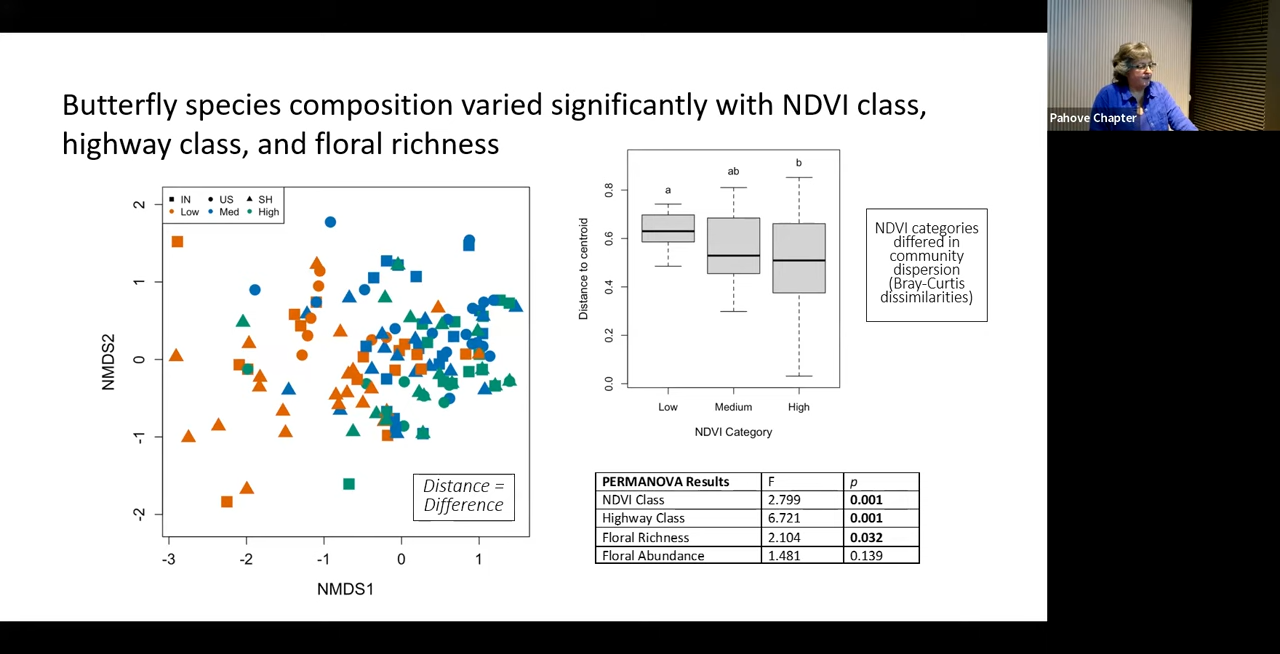 Butterfly species composition varied significantly with NDVI class,
highway class, and floral richness
IN US SH
Low Med High
2
1
0
-1
-2
NMDS2
-3 -2 -1 0 1
NMDS1
Distance =
Difference
a
ab
b
0.8
0.6
0.4
0.2
0.0
Distance to centroid
Low Medium High
NDVI Category
NDVI categories
differed in
community
dispersion
(Bray-Curtis
dissimilarities)
PERMANOVA Results F p
NDVI Class 2.799 0.001
Highway Class 6.721 0.001
Floral Richness 2.104 0.032
Floral Abundance 1.481 0.139
Pahove Chapter